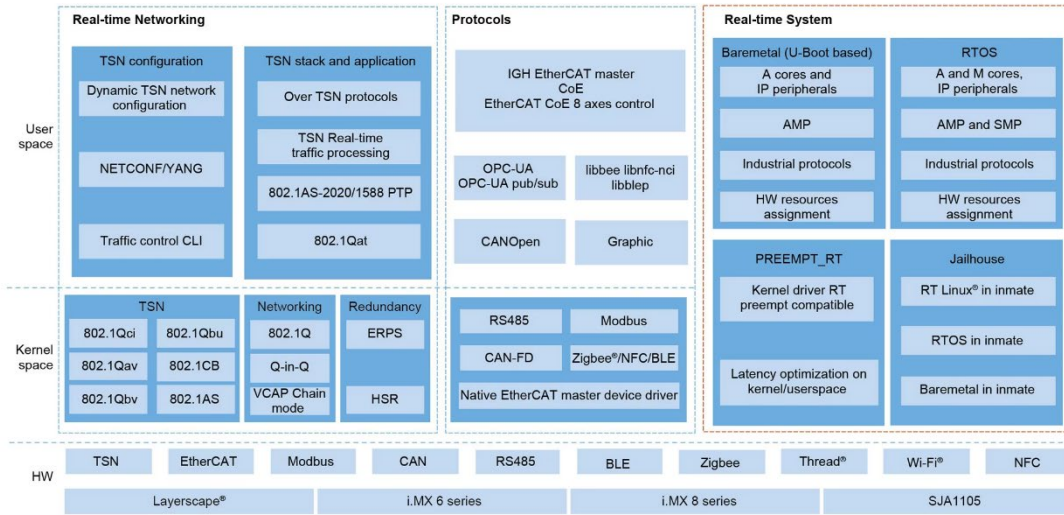 Real-time Networking
Protocols
Real-time System
User
space
TSN configuration
Dynamic TSN network
configuration
NETCONF/YANG
Traffic control CLI
TSN stack and application
Over TSN protocols
TSN Real-time
traffic processing
802.1AS-2020/1588 PTP
802.1Qat
IGH EtherCAT master
CoE
EtherCAT CoE 8 axes control
OPC-UA
OPC-UA pub/sub
libbee libnfc-nci
libblep
CANOpen
Graphic
Baremetal (U-Boot based)
A cores and
IP peripherals
AMP
Industrial protocols
HW resources
assignment
RTOS
A and M cores,
IP peripherals
AMP and SMP
Industrial protocols
HW resources
assignment
PREEMPT_RT
Kernel driver RT
preempt compatible
Latency optimization on
kernel/userspace
Jailhouse
RT Linux® in inmate
RTOS in inmate
Baremetal in inmate
Kernel
space
TSN
802.1Qci
802.1Qbu
802.1Qav
802.1CB
802.1Qbv
802.1AS
Networking
802.1Q
Q-in-Q
VCAP Chain
mode
Redundancy
ERPS
HSR
RS485
Modbus
CAN-FD
Zigbee®/NFC/BLE
Native EtherCAT master device driver
HW
TSN
EtherCAT
Modbus
CAN
RS485
BLE
Zigbee
Thread®
Wi-Fi®
NFC
Layerscape®
i.MX 6 series
i.MX 8 series
SJA1105